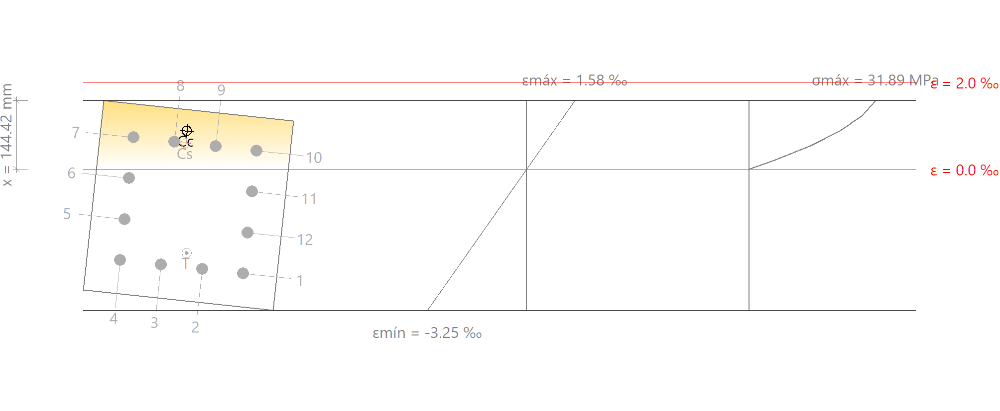 εmáx = 1.58 ‰
σmáx = 31.89 MPa
ε = 2.0 ‰
8
9
x = 144.42 mm
7
Cc
Cs
10
6
ε = 0.0 ‰
11
5
12
T
1
4
3
2
εmín = -3.25 ‰